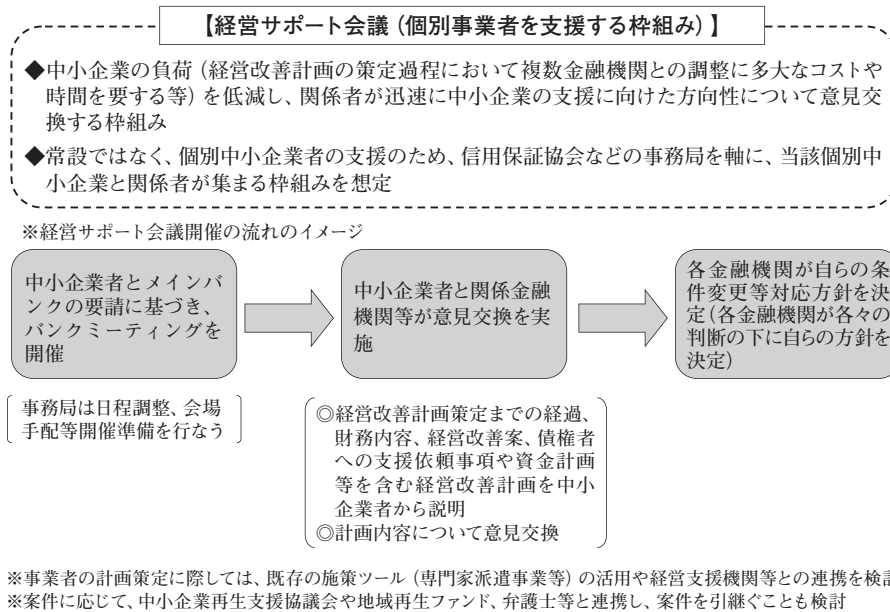 【経営サポート会議（個別事業者を支援する枠組み）】
◆中小企業の負荷（経営改善計画の策定過程において複数金融機関との調整に多大なコストや
時間を要する等）を低減し、関係者が迅速に中小企業の支援に向けた方向性について意見交
換する枠組み
◆常設ではなく、個別中小企業者の支援のため、信用保証協会などの事務局を軸に、当該個別中
小企業と関係者が集まる枠組みを想定
※経営サポート会議開催の流れのイメージ
中小企業者とメインバ
ンクの要請に基づき、
バンクミーティングを
開催
事務局は日程調整、会場
手配等開催準備を行なう
中小企業者と関係金融
機関等が意見交換を実
施
◎経営改善計画策定までの経過、
財務内容、経営改善案、債権者
への支援依頼事項や資金計画
等を含む経営改善計画を中小
企業者から説明
◎計画内容について意見交換
各金融機関が自らの条
件変更等対応方針を決
定（各金融機関が各々の
判断の下に自らの方針を
決定）
※事業者の計画策定に際しては、既存の施策ツール（専門家派遣事業等）の活用や経営支援機関等との連携を検討
※案件に応じて、中小企業再生支援協議会や地域再生ファンド、弁護士等と連携し、案件を引継ぐことも検討